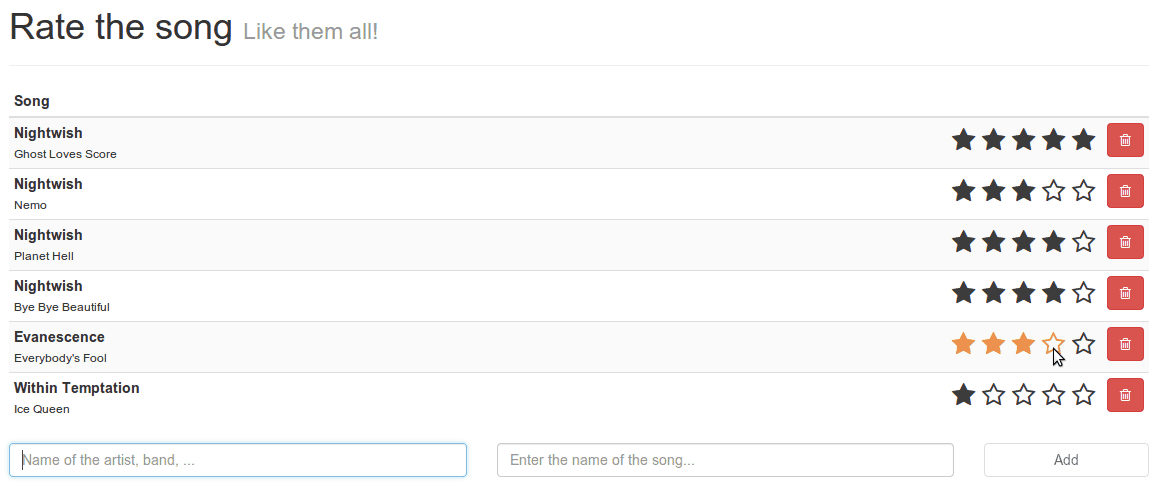 Rate the song Like them all!
Song
Nightwish
Ghost Loves Score
Nightwish
Nemo
Nightwish
Planet Hell
Nightwish
Bye Bye Beautiful
Evanescence
Everybody's Fool
Within Temptation
Ice Queen
Name of the artist, band, ... Enter the name of the song... Add